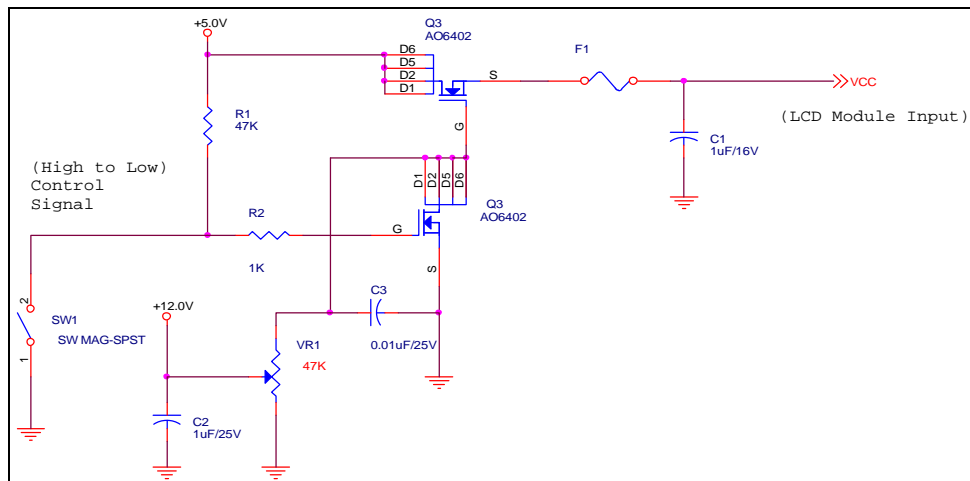 +5.0V
Q3
AO6402
D6
D5
D2
D1
S
G
F1
VCC
(LCD Module Input)
C1
1uF/16V
R1
47K
(High to Low)
Control
Signal
D1
D2
D5
D6
Q3
AO6402
R2
1K
G
S
2
1
SW1
SW MAG-SPST
+12.0V
C3
0.01uF/25V
VR1
47K
C2
1uF/25V